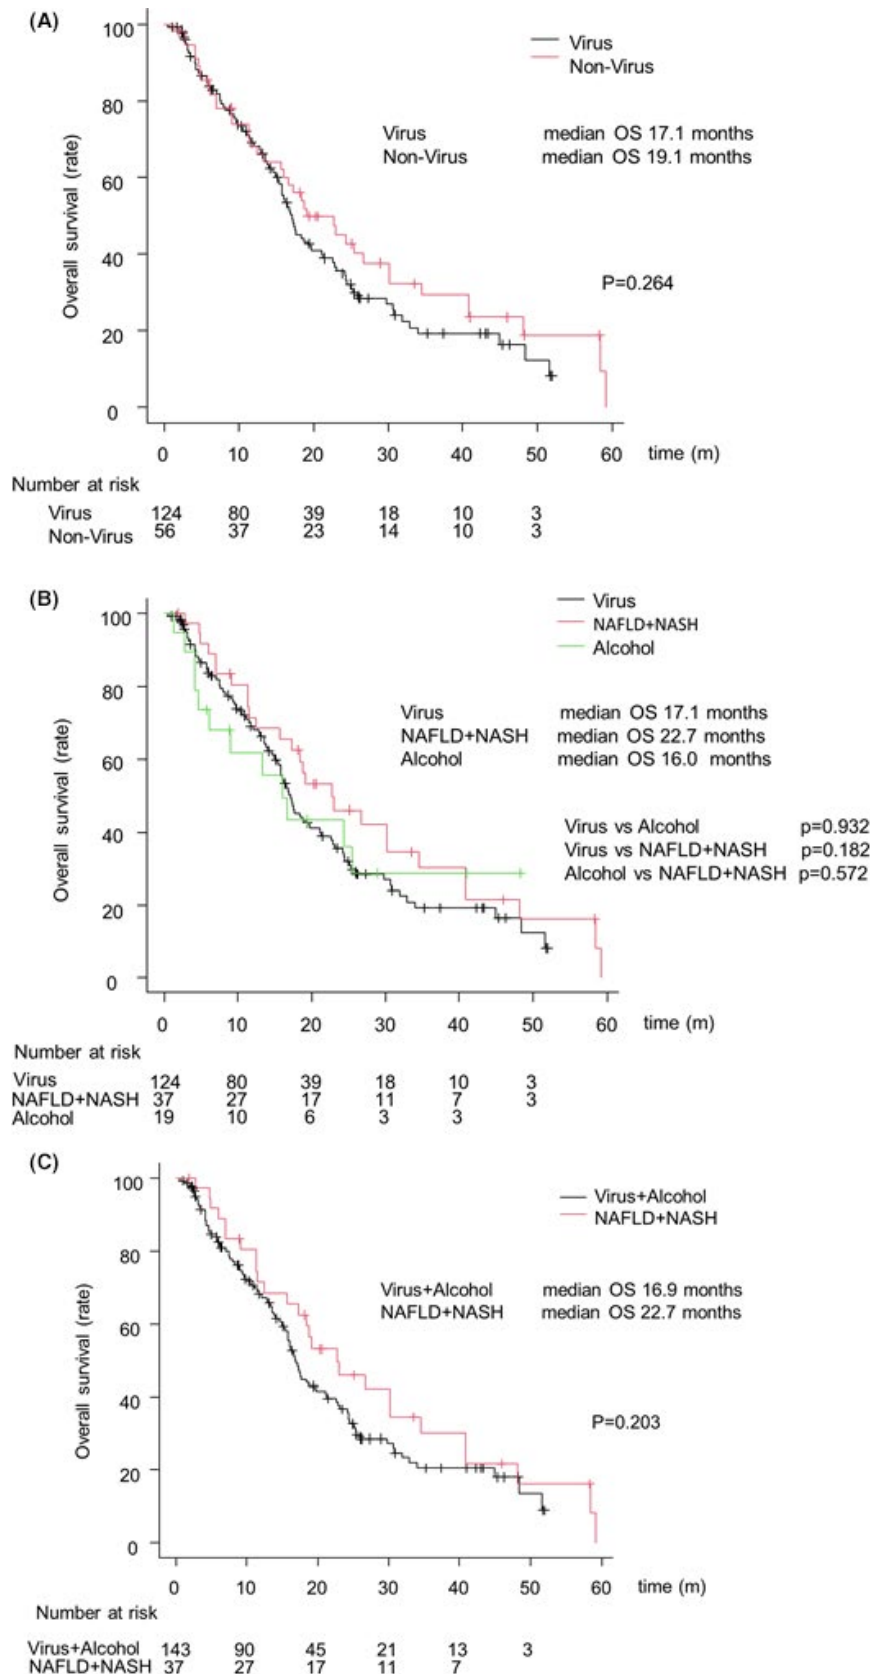 (A)
Virus
Non-Virus
Virus median OS 17.1 months
Non-Virus median OS 19.1 months
P=0.264
Overall survival (rate)
100
80
60
40
20
0
0 10 20 30 40 50 60 time (m)
Number at risk
Virus 124 80 39 18 10 3
Non-Virus 56 37 23 14 10 3
(B)
Virus
NAFLD+NASH
Alcohol
Virus median OS 17.1 months
NAFLD+NASH median OS 22.7 months
Alcohol median OS 16.0 months
Virus vs Alcohol p=0.932
Virus vs NAFLD+NASH p=0.182
Alcohol vs NAFLD+NASH p=0.572
Overall survival (rate)
100
80
60
40
20
0
0 10 20 30 40 50 60 time (m)
Number at risk
Virus 124 80 39 18 10 3
NAFLD+NASH 37 27 17 11 7 3
Alcohol 19 10 6 3 3
(C)
Virus+Alcohol
NAFLD+NASH
Virus+Alcohol median OS 16.9 months
NAFLD+NASH median OS 22.7 months
P=0.203
Overall survival (rate)
100
80
60
40
20
0
0 10 20 30 40 50 60 time (m)
Number at risk
Virus+Alcohol 143 90 45 21 13 3
NAFLD+NASH 37 27 17 11 7